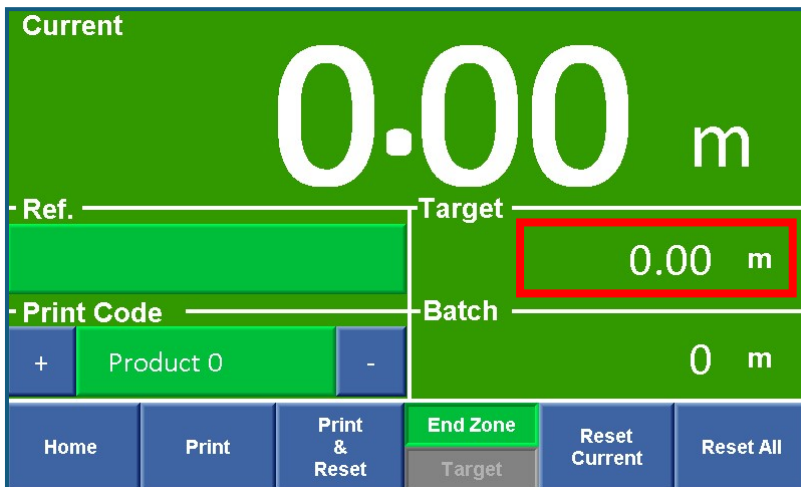 Current
0.00 m
Ref.
Target
0.00 m
Print Code
Batch
+ Product 0 -
0 m
Home
Print
Print
&
Reset
End Zone
Target
Reset
Current
Reset All